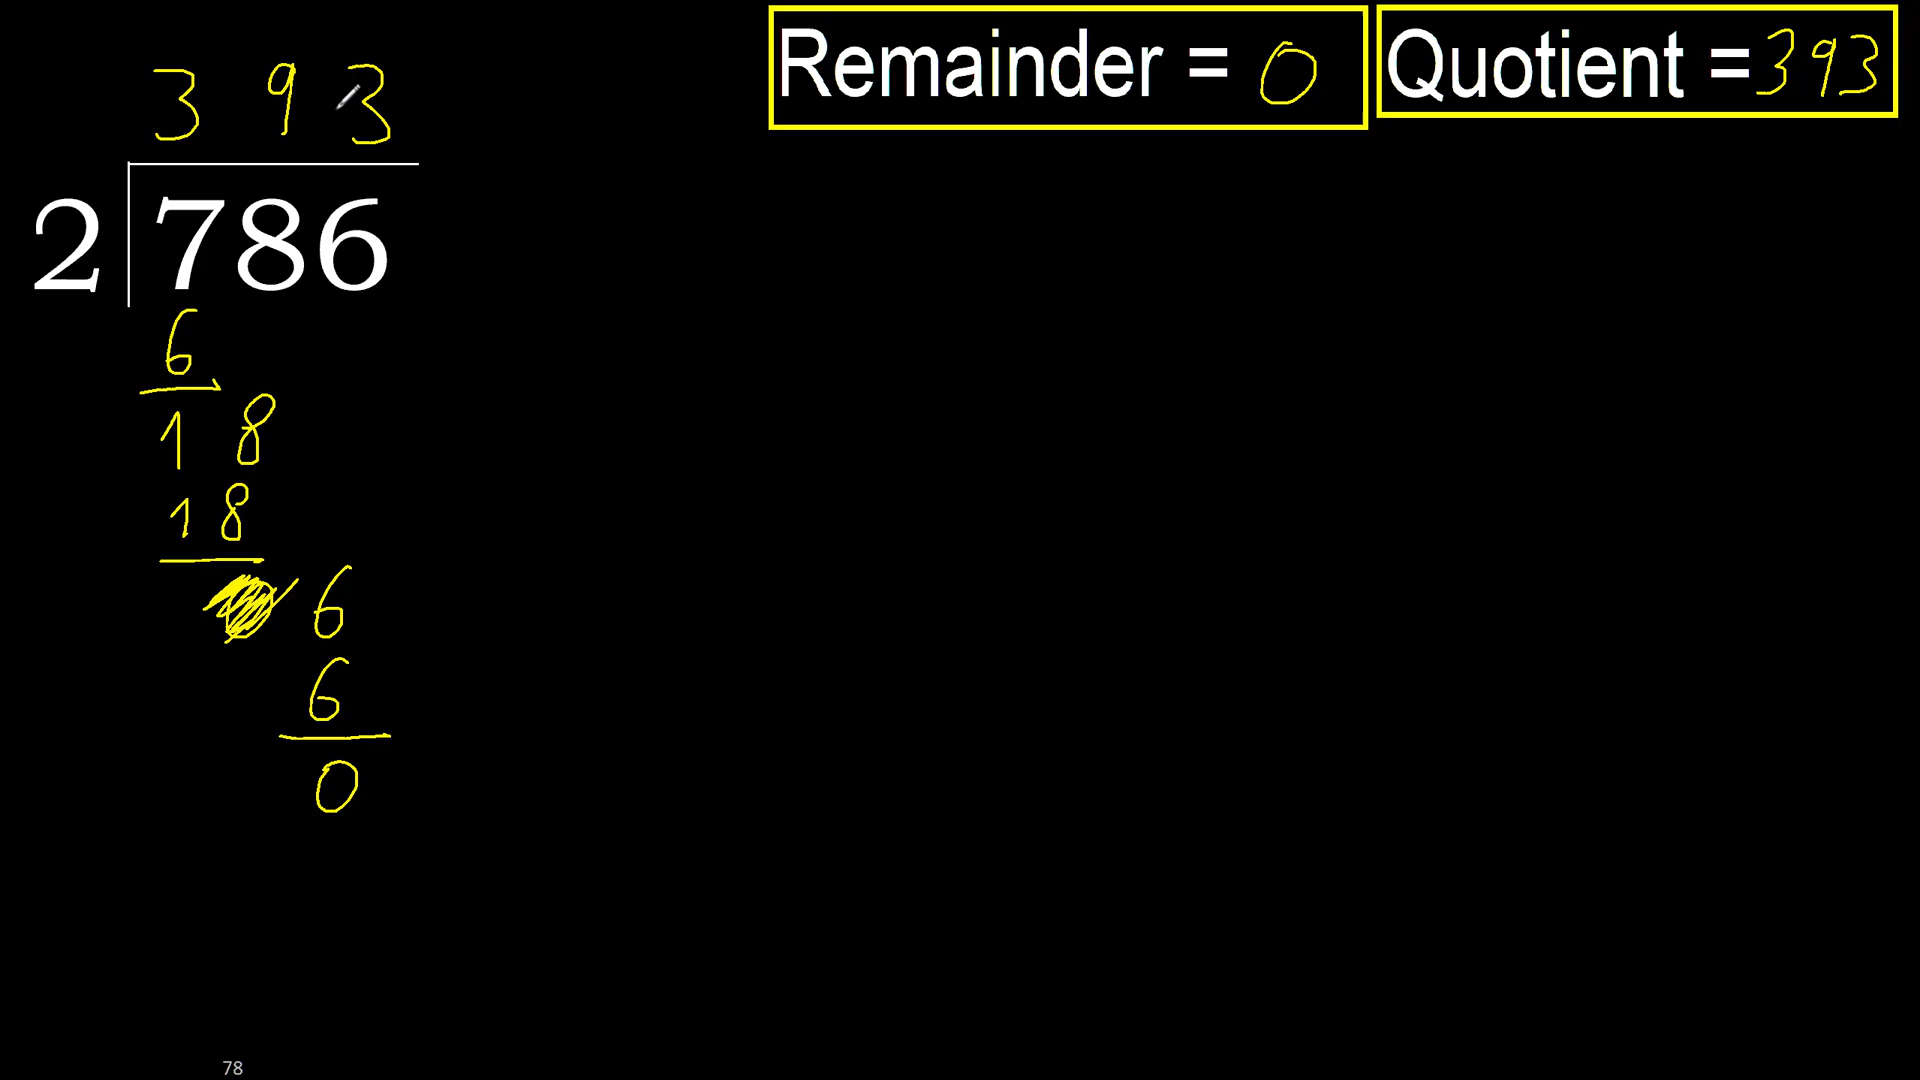 Remainder = 0
Quotient = 393
3 9 3
2 786
6
1 8
1 8
6
6
0
78